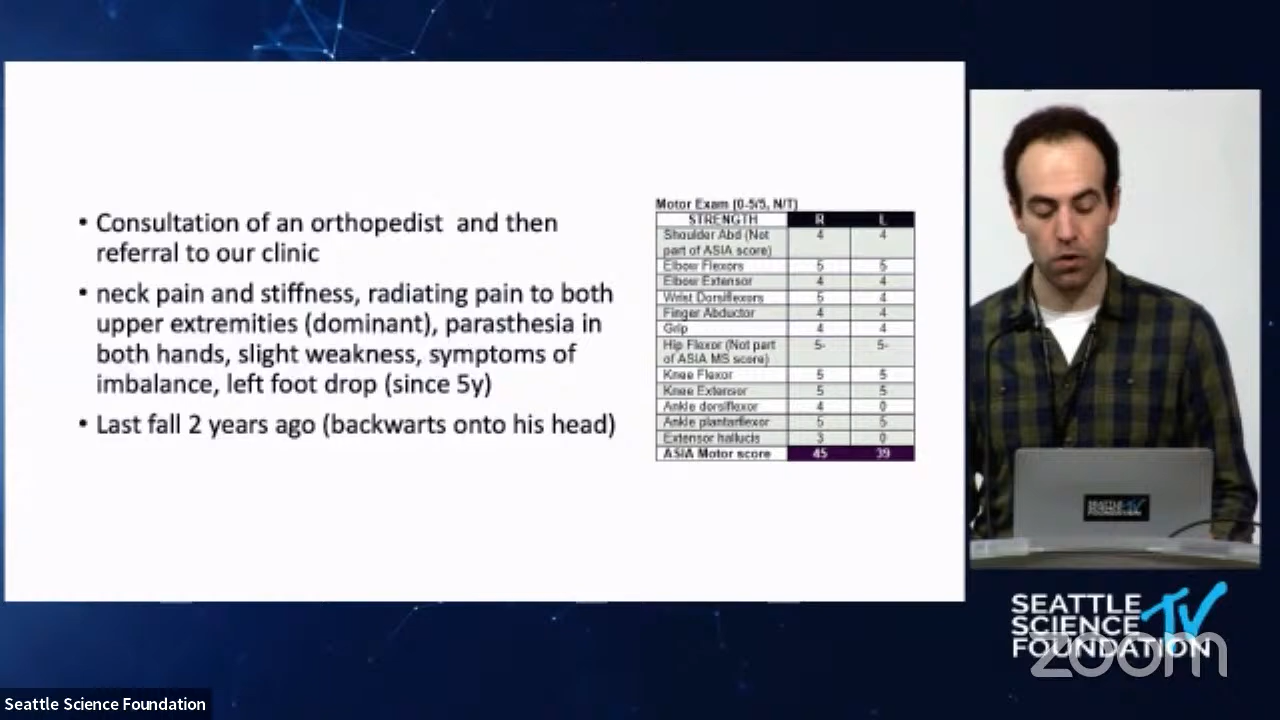 • Consultation of an orthopedist and then
referral to our clinic
• neck pain and stiffness, radiating pain to both
upper extremities (dominant), parasthesia in
both hands, slight weakness, symptoms of
imbalance, left foot drop (since 5y)
• Last fall 2 years ago (backwarts onto his head)
Motor Exam (0-5/5, N/T)
STRENGTH R L
Shoulder Abd (Not 4 4
part of ASIA score)
Elbow Flexors 5 5
Elbow Extensor 4 4
Wrist Dorsiflexors 5 4
Finger Abductor 4 4
Grip 4 4
Hip Flexor (Not part 5- 5-
of ASIA MS score)
Knee Flexor 5 5
Knee Extensor 5 5
Ankle dorsiflexor 4 0
Ankle plantarflexor 5 5
Extensor hallucis 3 0
ASIA Motor score 45 39
SEATTLE
SCIENCE TV
FOUNDATION
SEATTLE
SCIENCE TV
FOUNDATION
zoom
Seattle Science Foundation